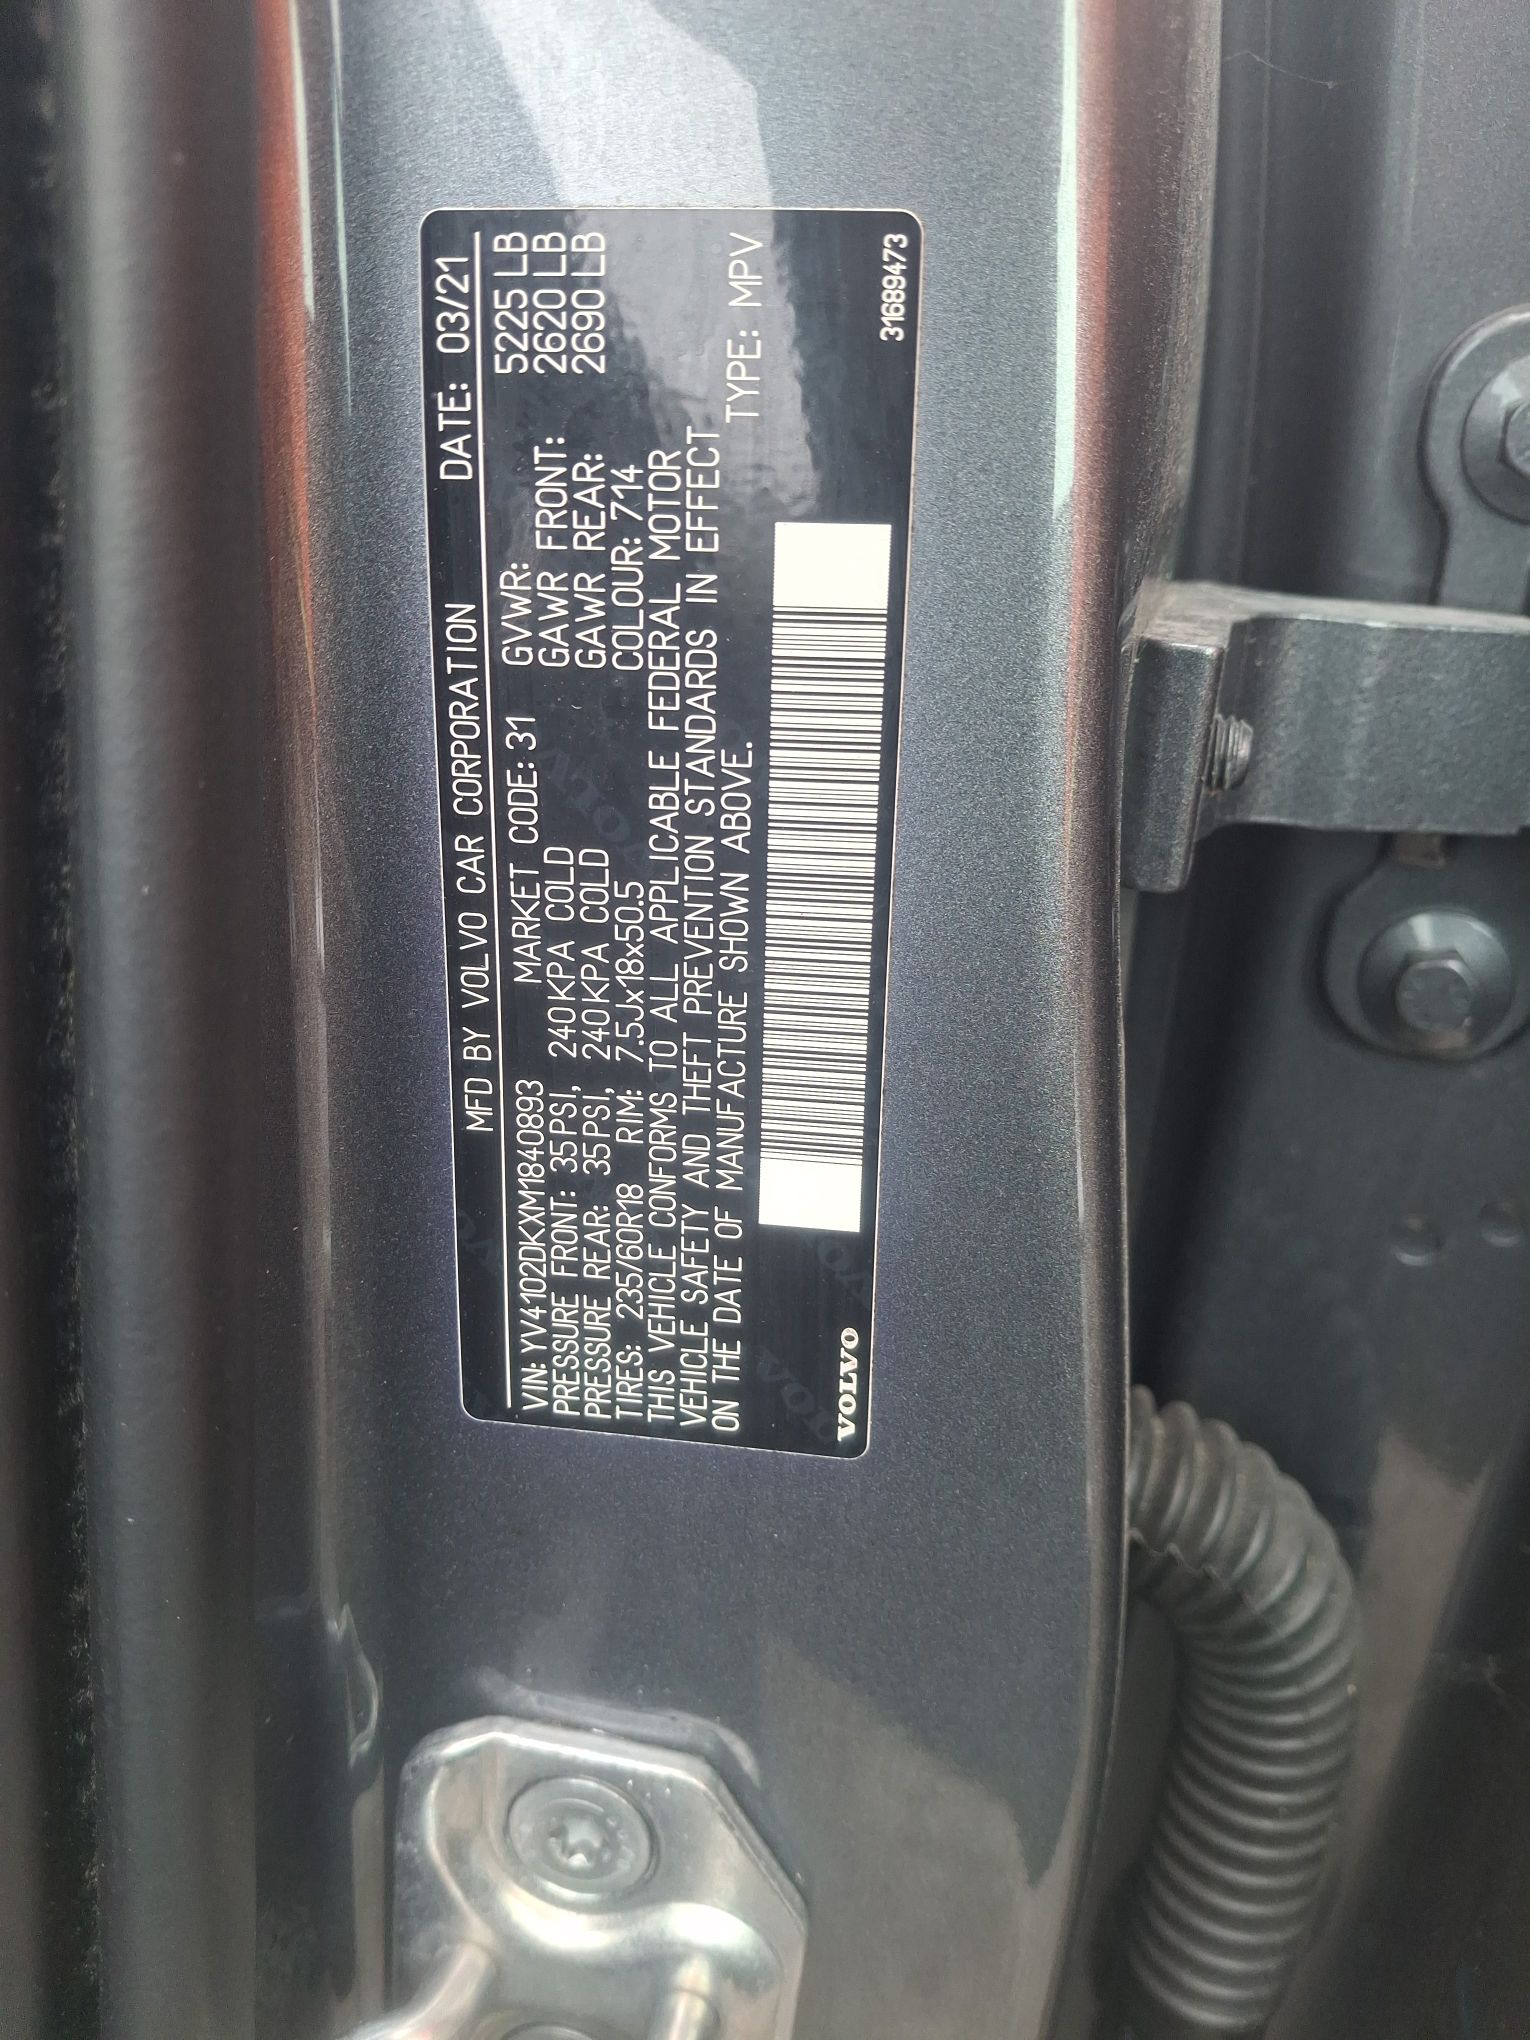 MFD BY VOLVO CAR CORPORATION DATE: 03/21
VIN: YV4102DKXM1840893 MARKET CODE: 31 GVWR: 5225 LB
PRESSURE FRONT: 35PSI, 240KPA COLD GAWR FRONT: 2620 LB
PRESSURE REAR: 35PSI, 240KPA COLD GAWR REAR: 2690 LB
TIRES: 235/60R18 RIM: 7.5Jx18x50.5 COLOUR: 714
THIS VEHICLE CONFORMS TO ALL APPLICABLE FEDERAL MOTOR
VEHICLE SAFETY AND THEFT PREVENTION STANDARDS IN EFFECT
ON THE DATE OF MANUFACTURE SHOWN ABOVE. TYPE: MPV
VOLVO 31689473